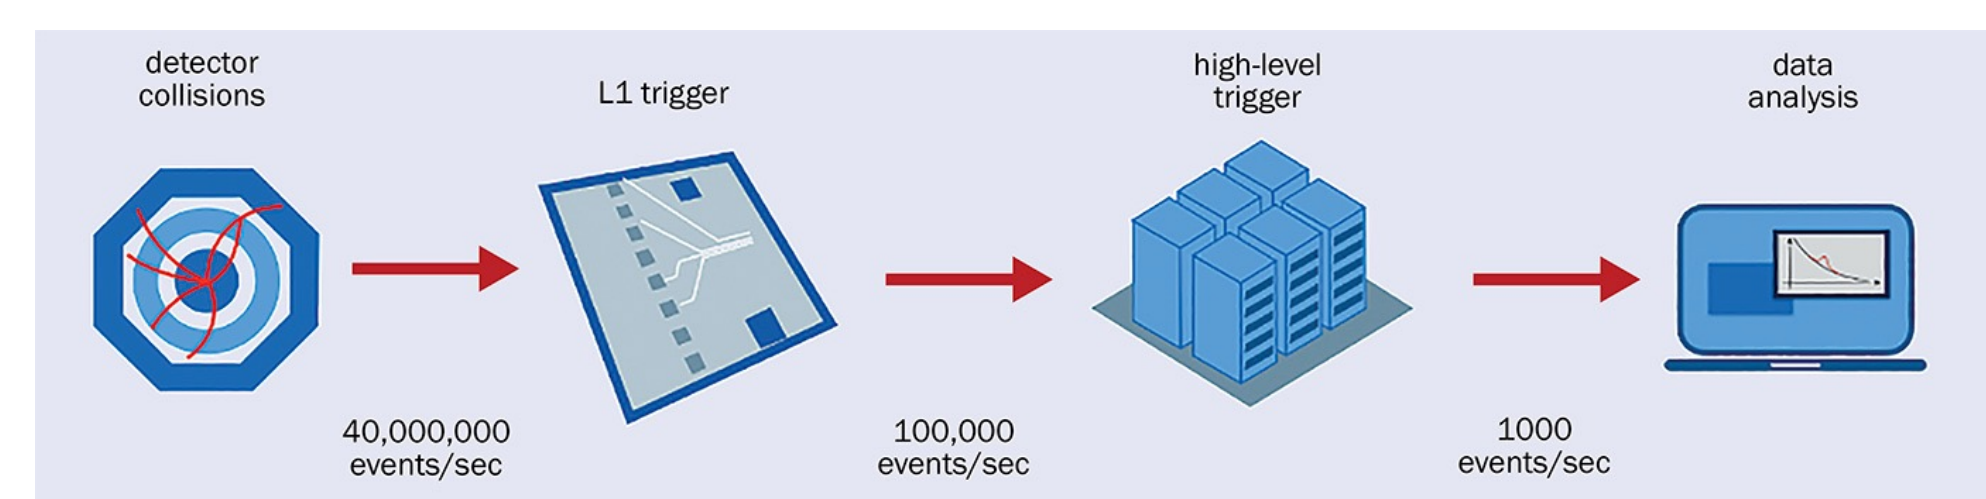 detector
collisions
L1 trigger
high-level
trigger
data
analysis
40,000,000
events/sec
100,000
events/sec
1000
events/sec